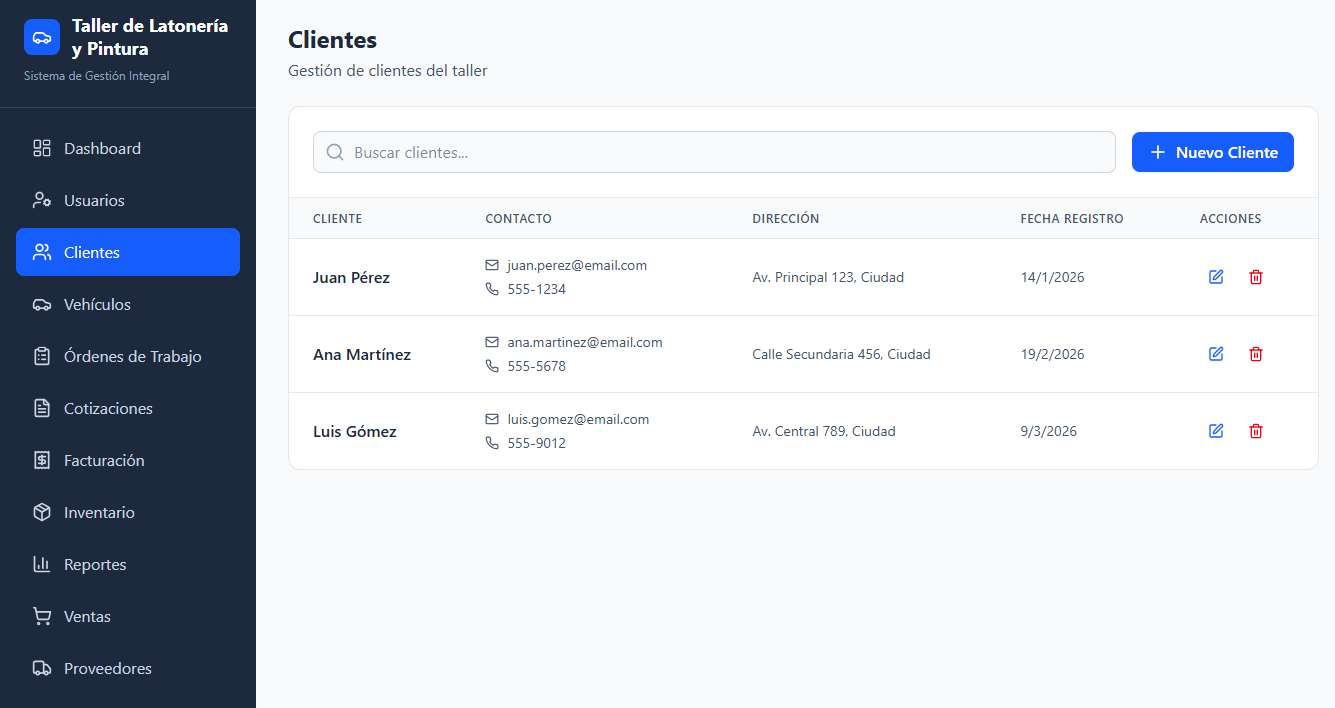 Taller de Latonería
y Pintura
Sistema de Gestión Integral
Dashboard
Usuarios
Clientes
Vehículos
Órdenes de Trabajo
Cotizaciones
Facturación
Inventario
Reportes
Ventas
Proveedores
Clientes
Gestión de clientes del taller
Buscar clientes...
Nuevo Cliente
CLIENTE CONTACTO DIRECCIÓN FECHA REGISTRO ACCIONES
juan.perez@email.com
Juan Pérez Av. Principal 123, Ciudad 14/1/2026
555-1234
ana.martinez@email.com
Ana Martínez Calle Secundaria 456, Ciudad 19/2/2026
555-5678
luis.gomez@email.com
Luis Gómez Av. Central 789, Ciudad 9/3/2026
555-9012